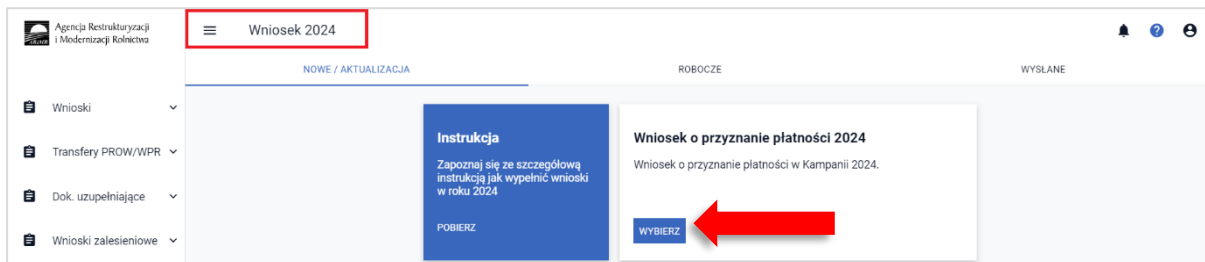 Agencja Restrukturyzacji
i Modernizacji Rolnictwa
Wniosek 2024
NOWE / AKTUALIZACJA
ROBOCZE
WYSŁANE
Wnioski
Transfery PROW/WPR
Dok. uzupełniające
Wnioski zalesieniowe
Instrukcja
Zapoznaj się ze szczegółową
instrukcją jak wypełnić wnioski
w roku 2024
POBIERZ
Wniosek o przyznanie płatności 2024
Wniosek o przyznanie płatności w Kampanii 2024.
WYBIERZ